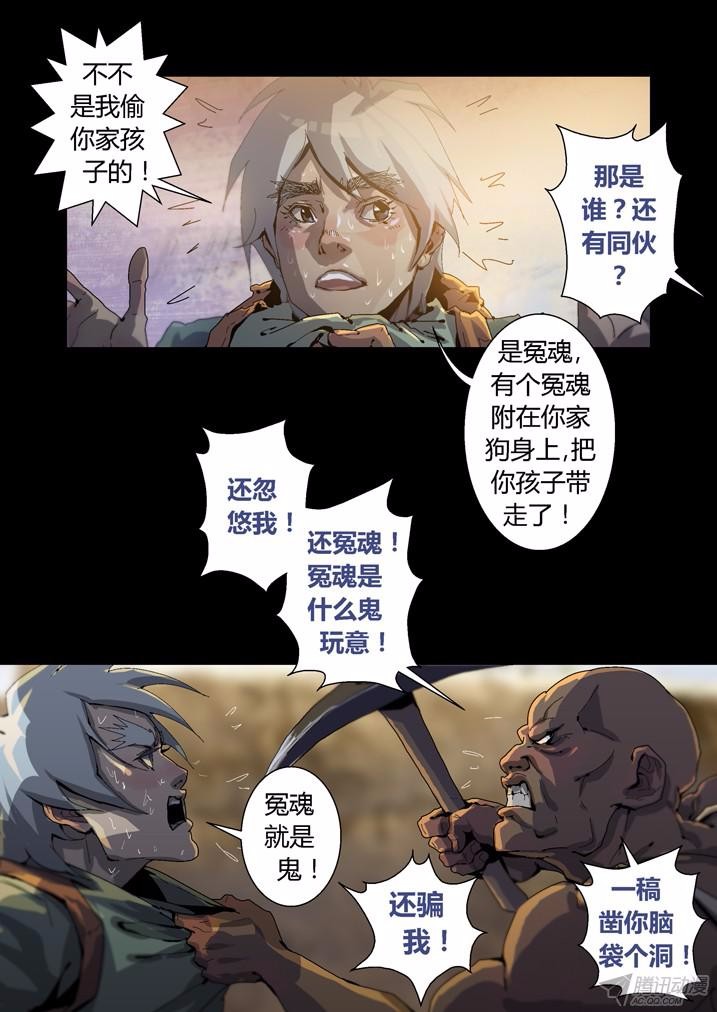 不不
是我偷
你家孩
子的！
那是
谁？还
有同伙
？
是冤魂，
有个冤魂
附在你家
狗身上，把
你孩子带
走了！
还忽
悠我！
还冤魂！
冤魂是
什么鬼
玩意！
冤魂
就是
鬼！
还骗
我！
一稿
凿你脑
袋个洞！
腾讯动漫
AC.QQ.COM